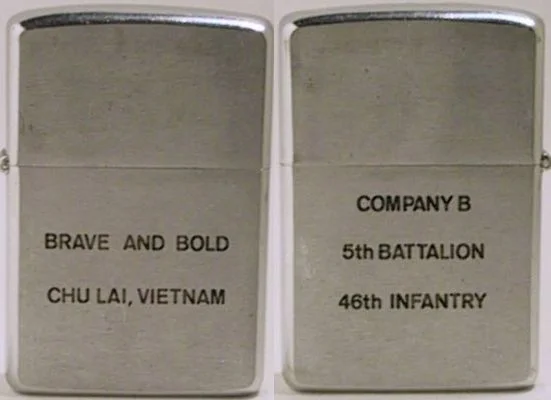 BRAVE AND BOLD
CHU LAI, VIETNAM
COMPANY B
5th BATTALION
46th INFANTRY